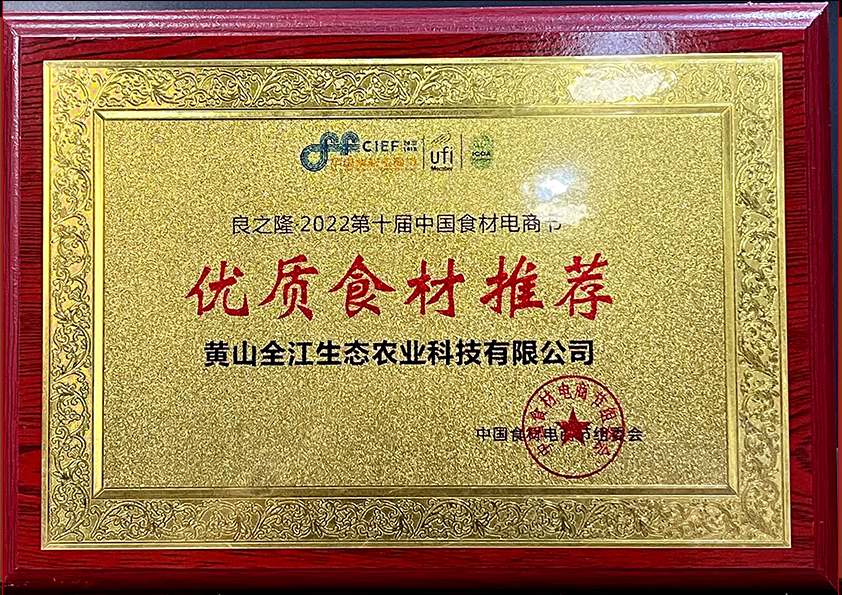 CIEF
ufi
Member
良之隆·2022第十届中国食材电商节
优质食材推荐
黄山全江生态农业科技有限公司
中国食材电商节组委会